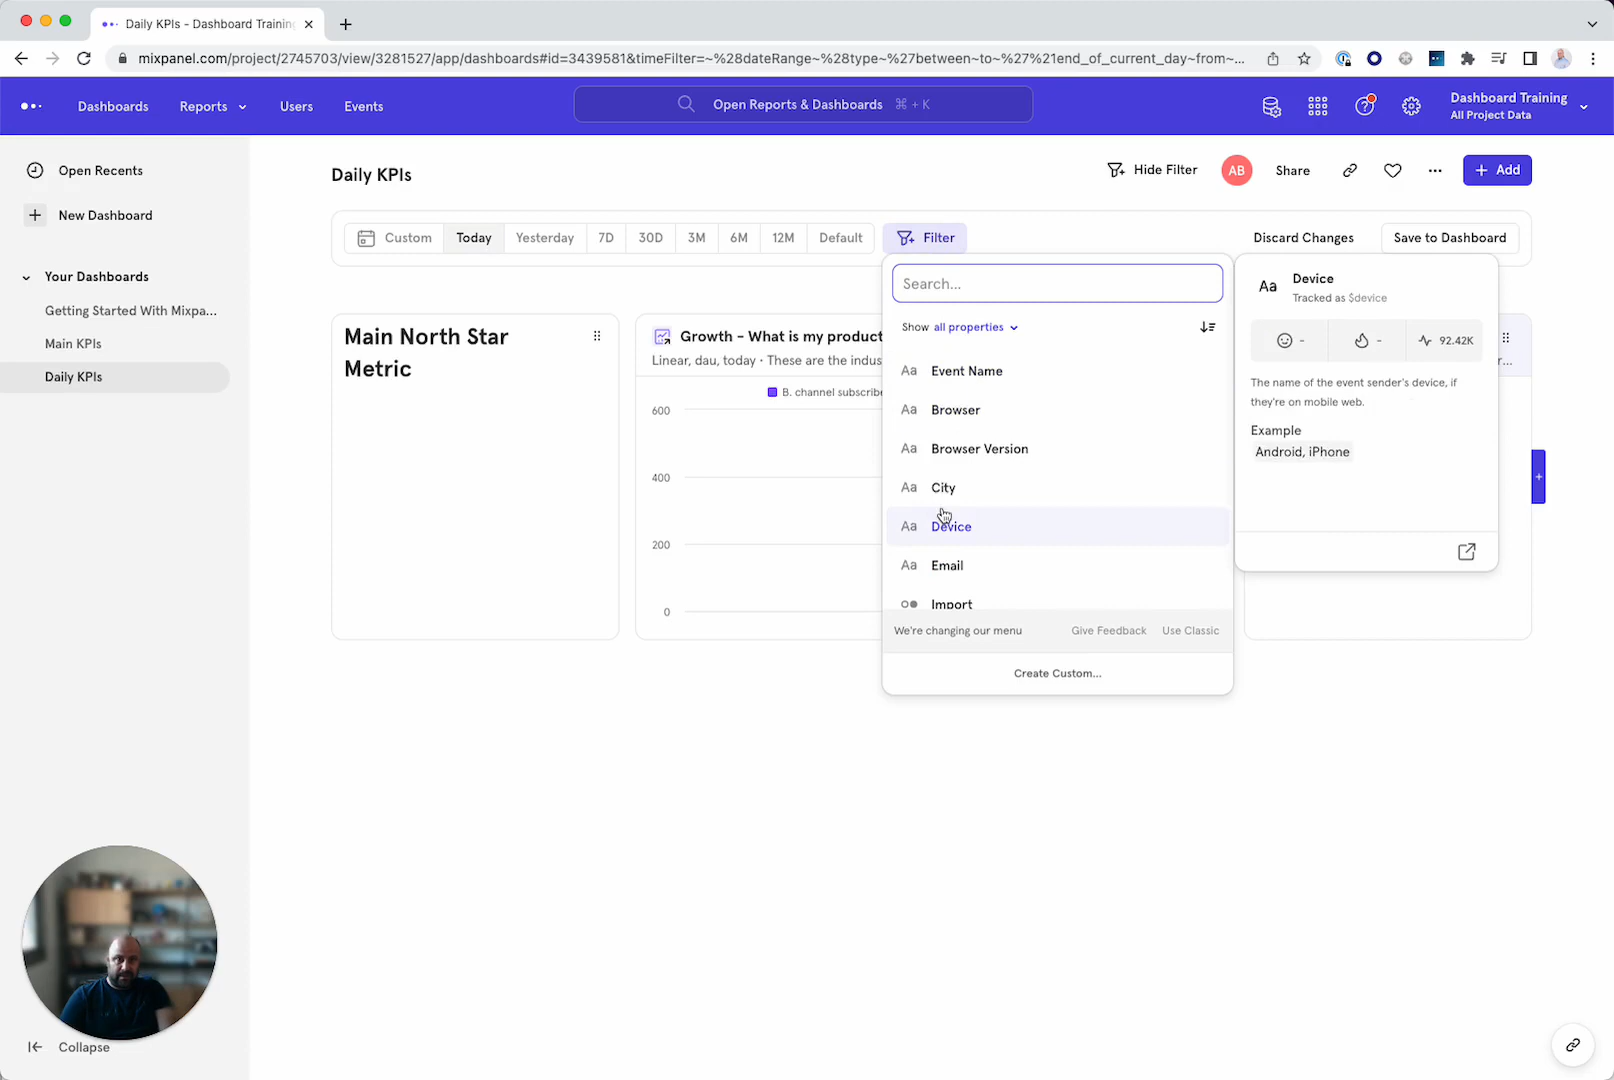 Daily KPIs - Dashboard Training
mixpanel.com/project/2745703/view/3281527/app/dashboards#id=3439581&timeFilter=~%28dateRange~%28type~%27between~to~%27%21end_of_current_day~from~...
Dashboards
Reports
Users
Events
Open Reports & Dashboards ⌘ + K
Dashboard Training
All Project Data
Open Recents
New Dashboard
Your Dashboards
Getting Started With Mixpa...
Main KPIs
Daily KPIs
Collapse
Daily KPIs
Hide Filter
AB
Share
+ Add
Custom
Today
Yesterday
7D
30D
3M
6M
12M
Default
Filter
Discard Changes
Save to Dashboard
Main North Star
Metric
Growth - What is my product
Linear, dau, today · These are the indus
B. channel subscribe
600
400
200
0
Search...
Show all properties
Aa Event Name
Aa Browser
Aa Browser Version
Aa City
Aa Device
Aa Email
Import
We're changing our menu
Give Feedback
Use Classic
Create Custom...
Aa Device
Tracked as $device
-
-
92.42K
The name of the event sender's device, if
they're on mobile web.
Example
Android, iPhone
r...
+